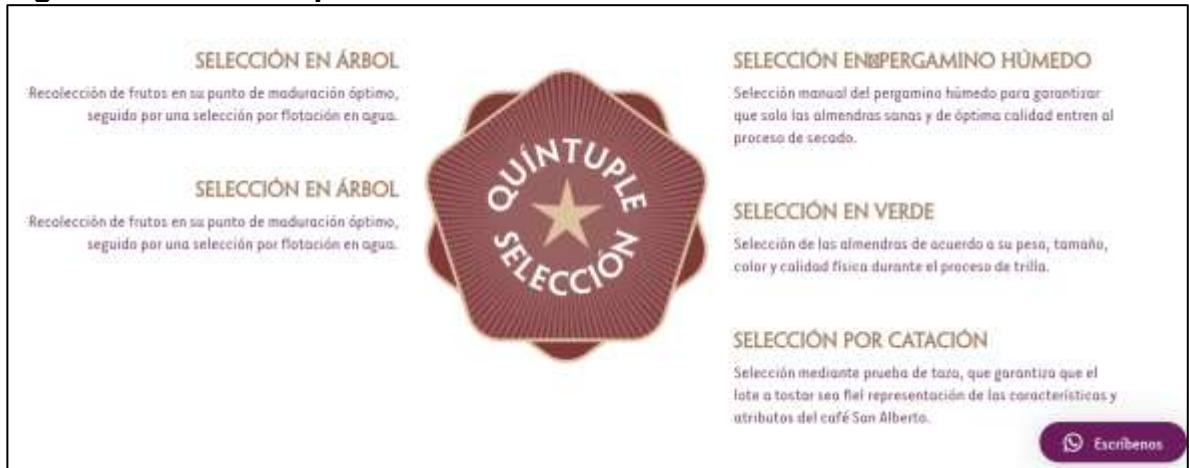 SELECCIÓN EN ÁRBOL
Recolección de frutos en su punto de maduración óptimo,
seguido por una selección por flotación en agua.
SELECCIÓN EN ÁRBOL
Recolección de frutos en su punto de maduración óptimo,
seguido por una selección por flotación en agua.
QUÍNTUPLE
SELECCIÓN
SELECCIÓN EN PERGAMINO HÚMEDO
Selección manual del pergamino húmedo para garantizar
que solo las almendras sanas y de óptima calidad entren al
proceso de secado.
SELECCIÓN EN VERDE
Selección de las almendras de acuerdo a su peso, tamaño,
color y calidad física durante el proceso de trilla.
SELECCIÓN POR CATACIÓN
Selección mediante prueba de taza, que garantiza que el
lote a tostar sea fiel representación de las características y
atributos del café San Alberto.
Escríbenos